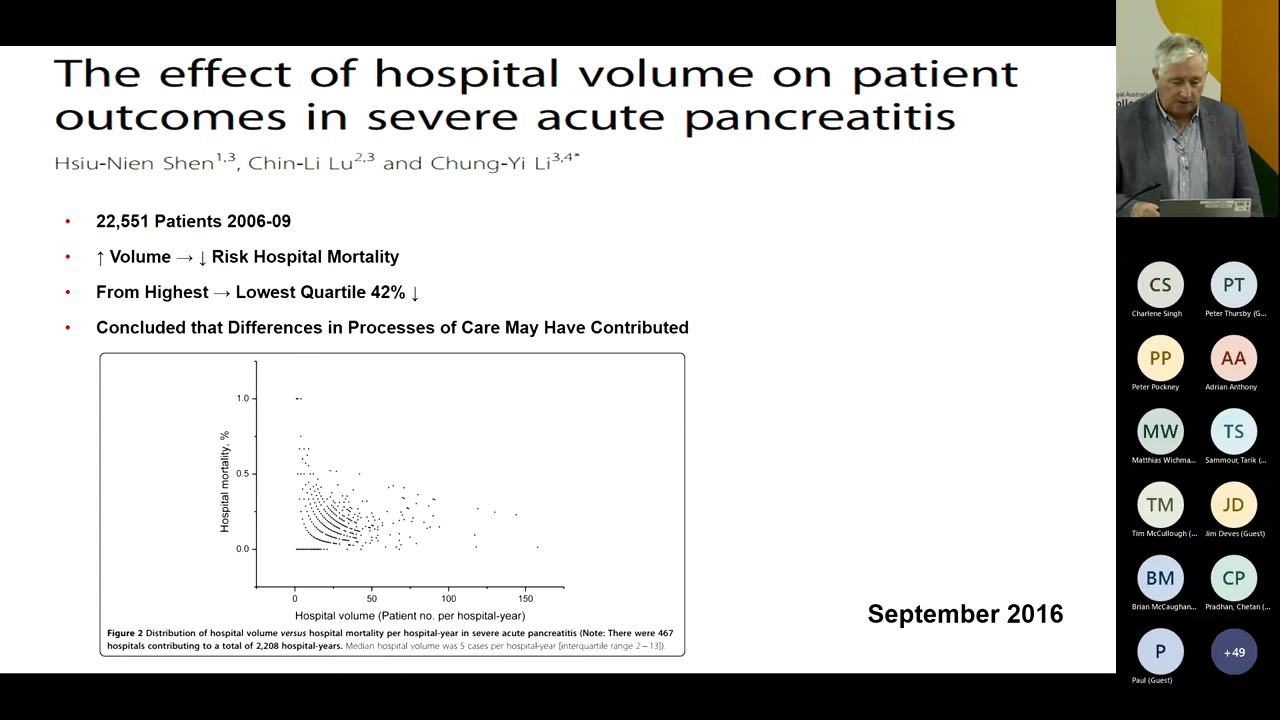 The effect of hospital volume on patient
outcomes in severe acute pancreatitis
Hsiu-Nien Shen1,3, Chin-Li Lu2,3 and Chung-Yi Li3,4*
• 22,551 Patients 2006-09
• ↑ Volume → ↓ Risk Hospital Mortality
• From Highest → Lowest Quartile 42% ↓
• Concluded that Differences in Processes of Care May Have Contributed
Hospital mortality, %
1.0
0.5
0.0
0 50 100 150
Hospital volume (Patient no. per hospital-year)
Figure 2 Distribution of hospital volume versus hospital mortality per hospital-year in severe acute pancreatitis (Note: There were 467
hospitals contributing to a total of 2,208 hospital-years. Median hospital volume was 5 cases per hospital-year [interquartile range 2–13]).
September 2016
CS PT
Charlene Singh Peter Thursby (G...
PP AA
Peter Pockney Adrian Anthony
MW TS
Matthias Wichma... Sammour, Tarik (...
TM JD
Tim McCullough (... Jim Deves (Guest)
BM CP
Brian McCaughan... Pradhan, Chetan (...
P +49
Paul (Guest)